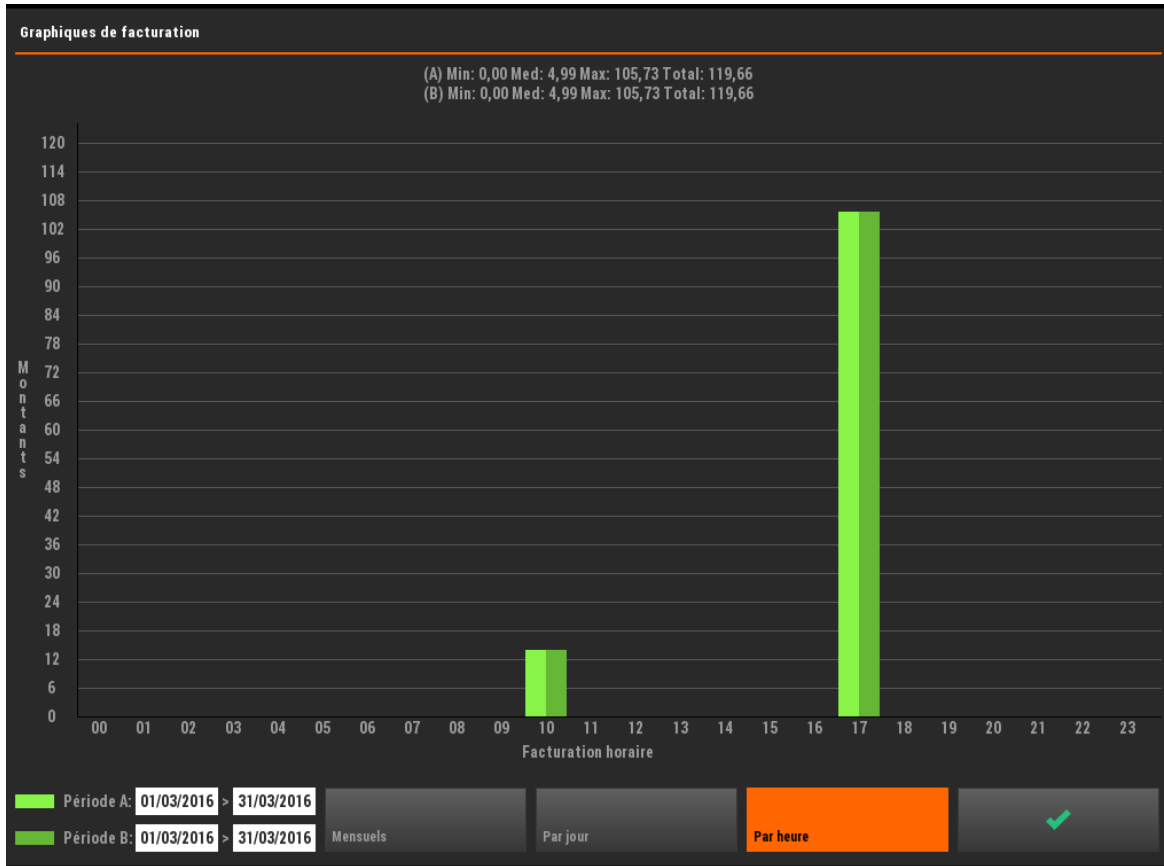 Graphiques de facturation
(A) Min: 0,00 Med: 4,99 Max: 105,73 Total: 119,66
(B) Min: 0,00 Med: 4,99 Max: 105,73 Total: 119,66
120
114
108
102
96
90
84
78
72
66
60
54
48
42
36
30
24
18
12
6
0
Montants
00 01 02 03 04 05 06 07 08 09 10 11 12 13 14 15 16 17 18 19 20 21 22 23
Facturation horaire
Période A: 01/03/2016 > 31/03/2016
Période B: 01/03/2016 > 31/03/2016
Mensuels
Par jour
Par heure